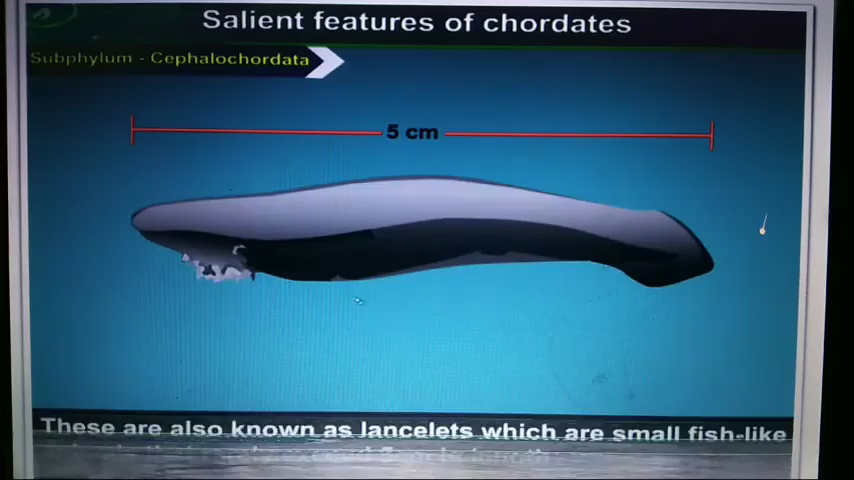 Salient features of chordates
Subphylum - Cephalochordata
5 cm
These are also known as lancelets which are small fish-like